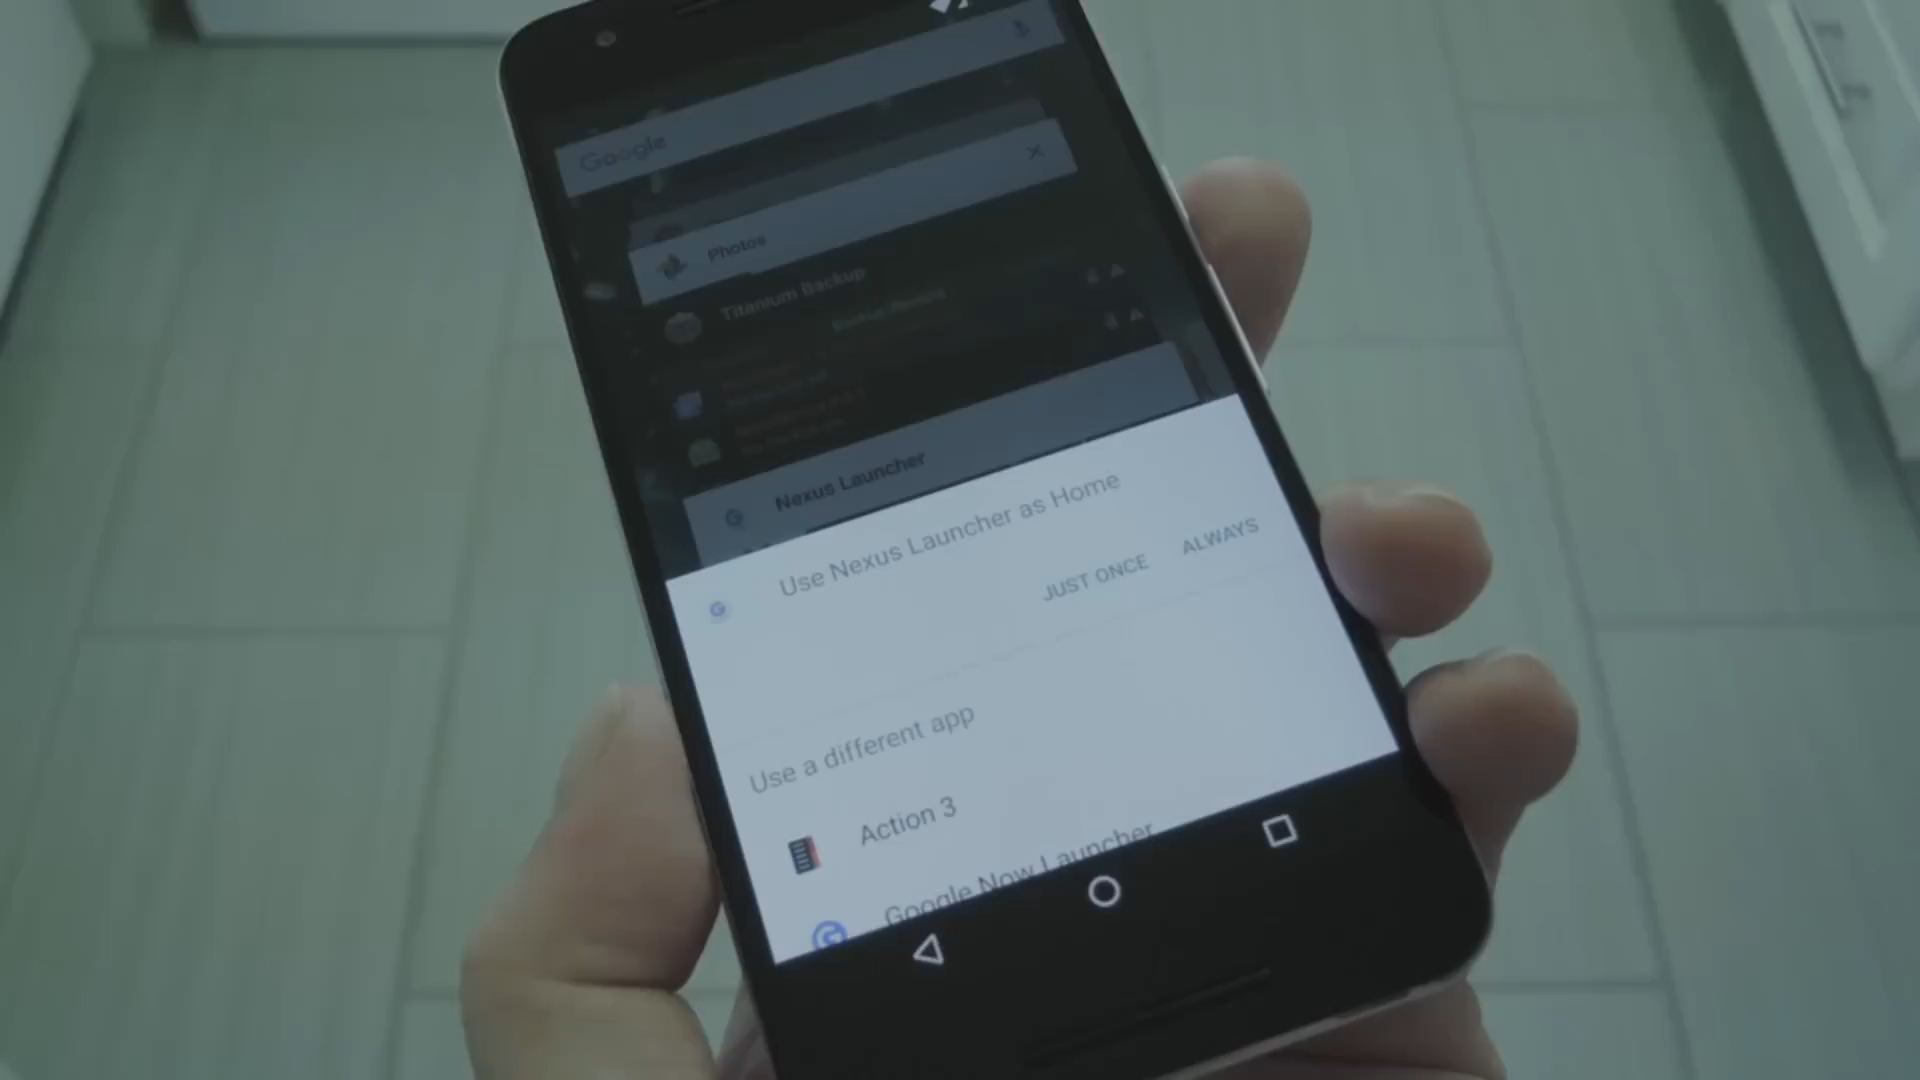 Google
Photos
Titanium Backup
Nexus Launcher
Use Nexus Launcher as Home
JUST ONCE
ALWAYS
Use a different app
Action 3
Google Now Launcher